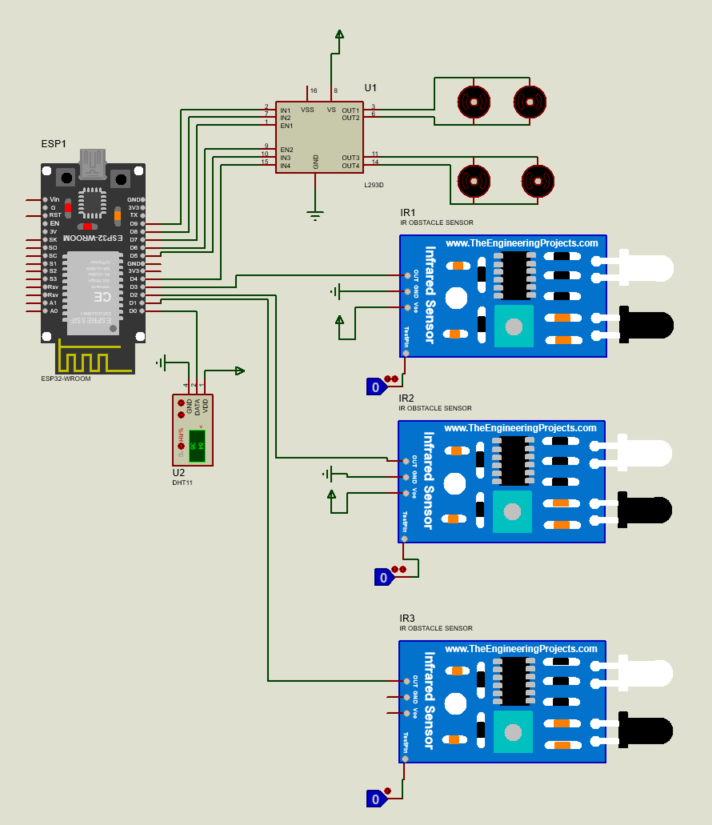 U1
16
8
VSS
VS
2
7
1
IN1
IN2
EN1
OUT1
OUT2
3
6
9
10
15
EN2
IN3
IN4
GND
OUT3
OUT4
11
14
L293D
ESP1
Vin
G
RST
EN
3V
SK
SO
SC
S1
S2
S3
Rsv
Rsv
A1
A0
GND
3V3
TX
D9
D8
D7
D6
D5
GND
3V3
D4
D3
D2
D1
D0
ESP32-WROOM
CE
ESP32-WROOM
IR1
IR OBSTACLE SENSOR
www.TheEngineeringProjects.com
Infrared Sensor
OUT
GND
Vcc
TestPin
0
IR2
IR OBSTACLE SENSOR
www.TheEngineeringProjects.com
Infrared Sensor
OUT
GND
Vcc
TestPin
0
4
2
1
GND
DATA
VDD
%RH
°C
U2
DHT11
IR3
IR OBSTACLE SENSOR
www.TheEngineeringProjects.com
Infrared Sensor
OUT
GND
Vcc
TestPin
0